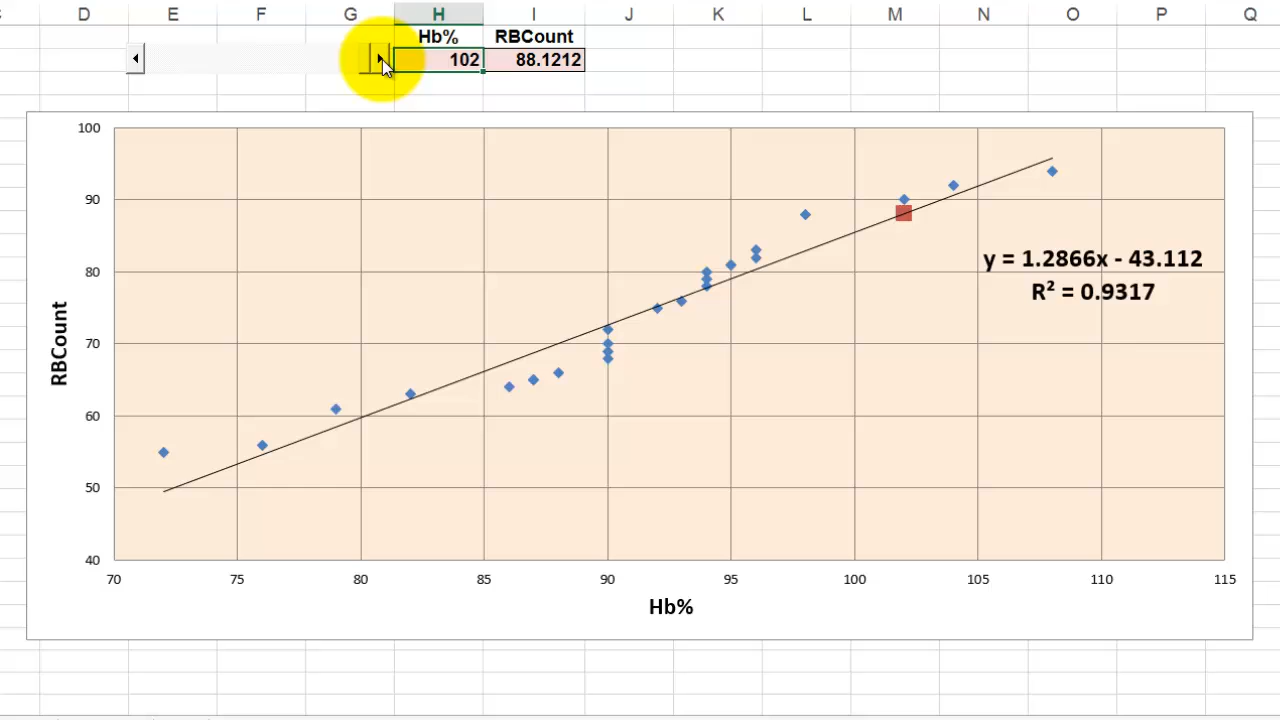 D E F G H I J K L M N O P Q
Hb% RBCount
102 88.1212
100
90
80
70
60
50
40
RBCount
y = 1.2866x - 43.112
R² = 0.9317
70 75 80 85 90 95 100 105 110 115
Hb%